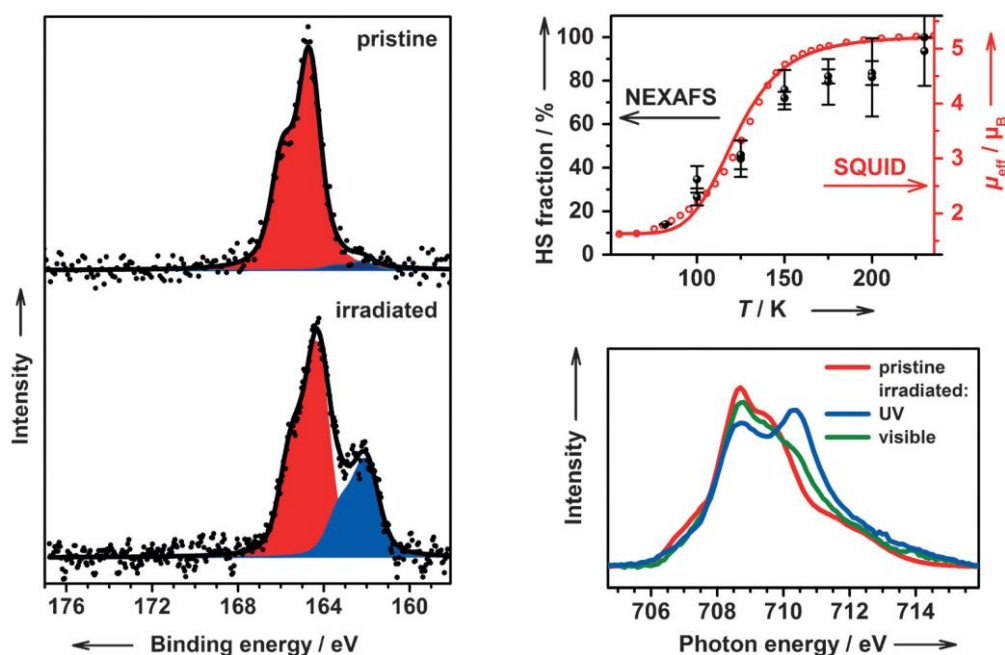 pristine
irradiated
Intensity
176 172 168 164 160
Binding energy / eV
100
80
60
40
20
0
HS fraction / %
NEXAFS
SQUID
5
4
3
2
μeff / μB
100 150 200
T / K
pristine
irradiated:
UV
visible
Intensity
706 708 710 712 714
Photon energy / eV